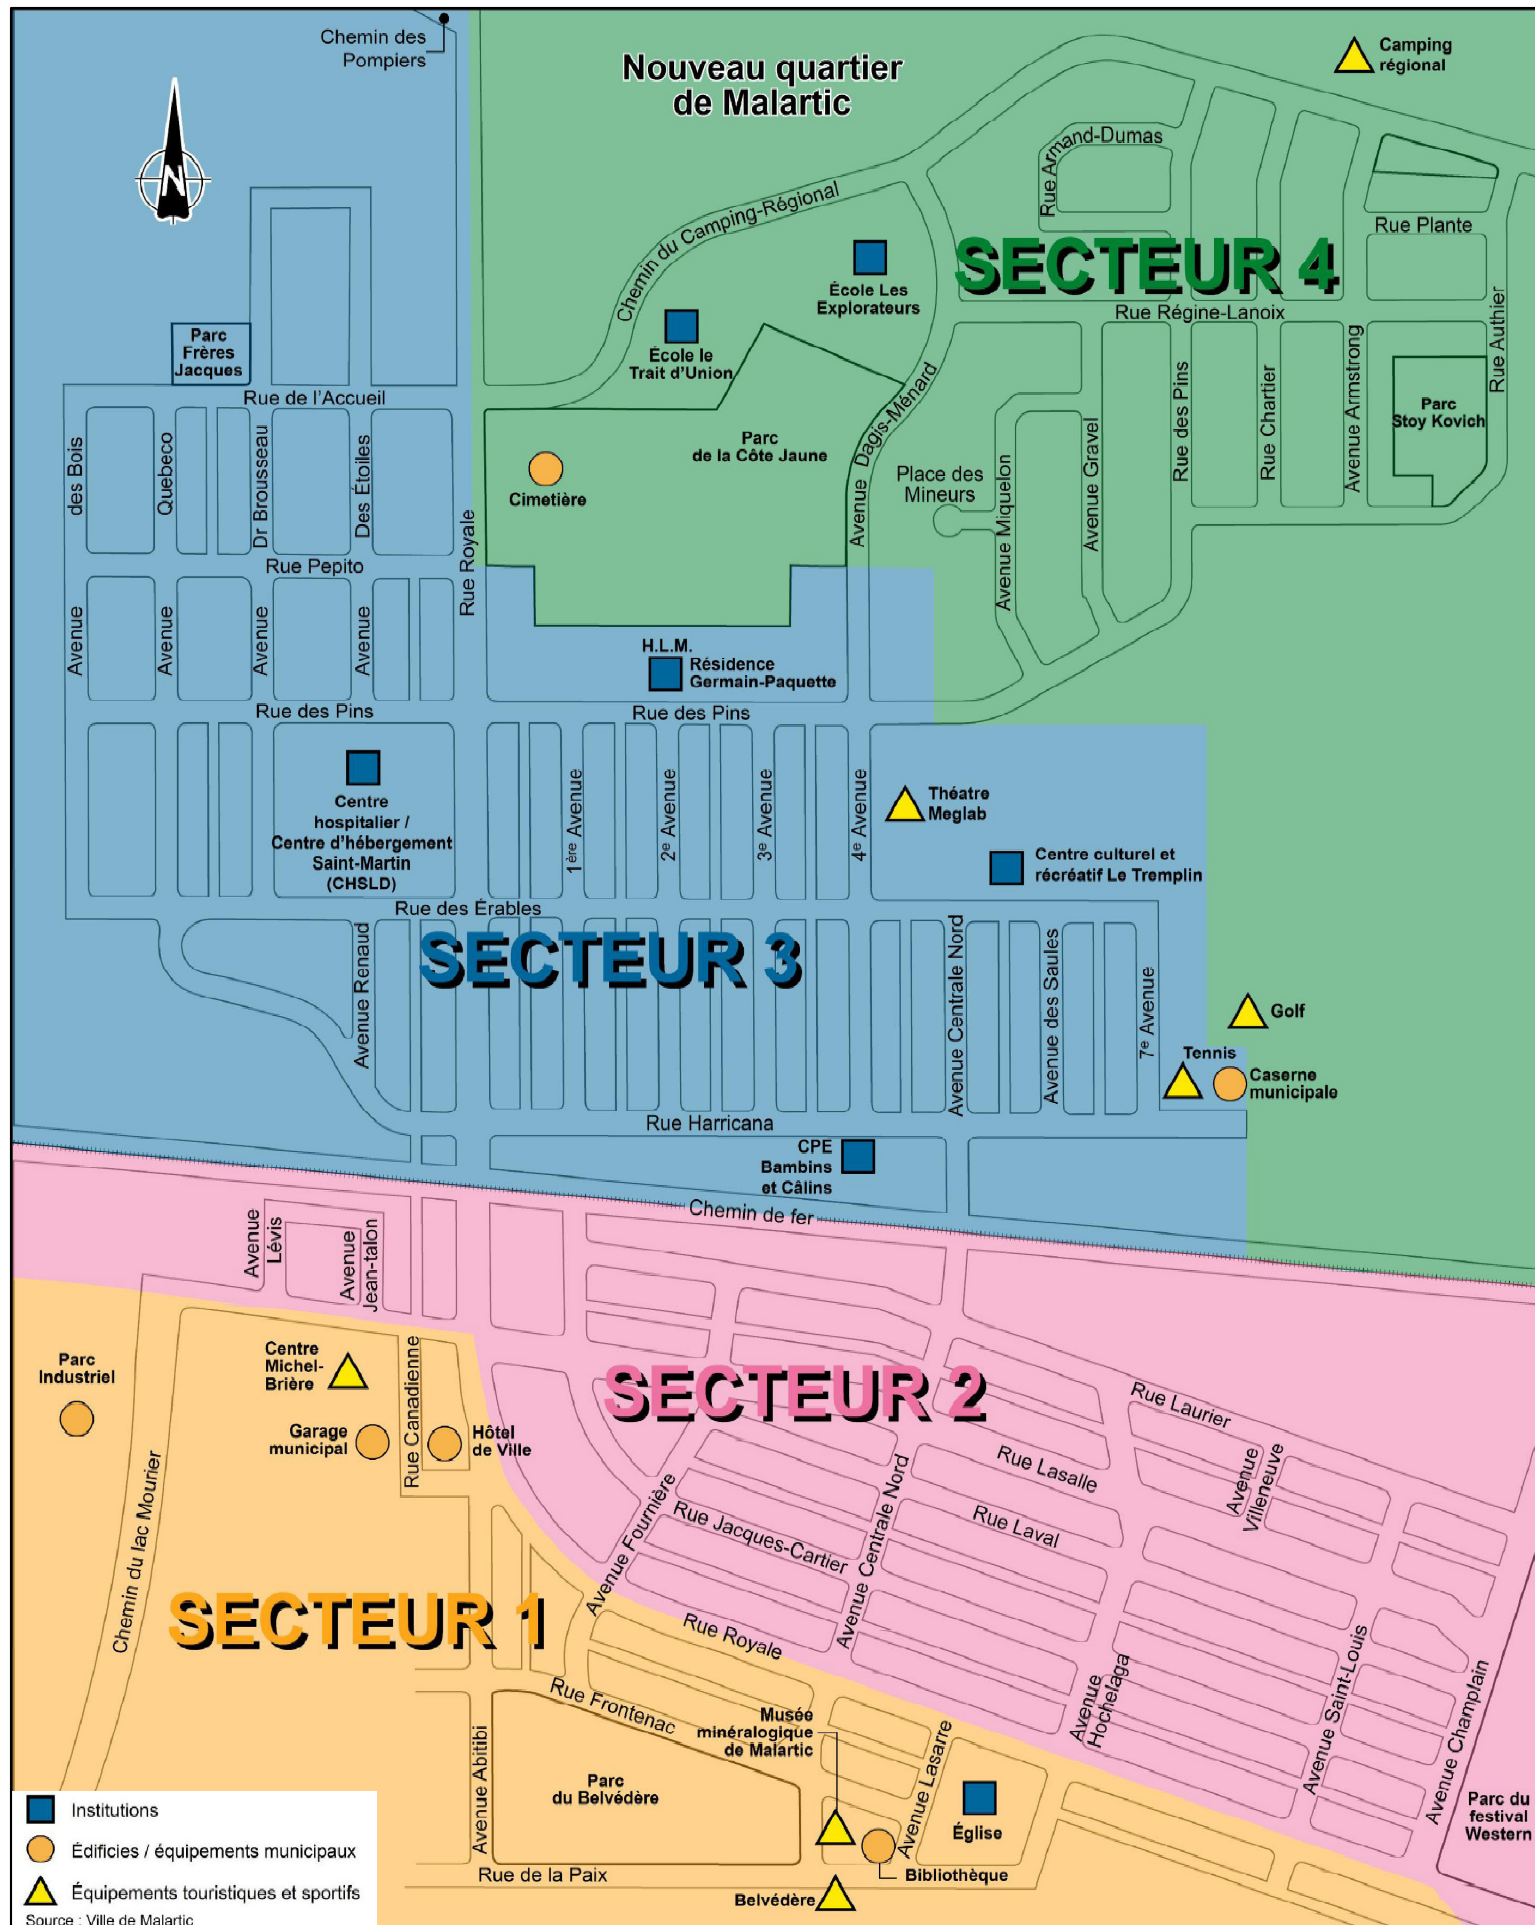 Chemin des
Pompiers
Nouveau quartier
de Malartic
Camping
régional
N
Rue Armand-Dumas
Rue Plante
Chemin du Camping-Régional
SECTEUR 4
École Les
Explorateurs
École le
Trait d'Union
Rue Régine-Lanoix
Rue Authier
Parc
Frères
Jacques
Rue de l'Accueil
Avenue des Bois
Avenue Quebeco
Avenue Dr Brousseau
Avenue Des Étoiles
Rue Royale
Parc
de la Côte Jaune
Cimetière
Avenue Dagis-Ménard
Place des
Mineurs
Avenue Miquelon
Avenue Gravel
Rue des Pins
Rue Chartier
Avenue Armstrong
Parc
Stoy Kovich
Rue Pepito
H.L.M.
Résidence
Germain-Paquette
Rue des Pins
Rue des Pins
Centre
hospitalier /
Centre d'hébergement
Saint-Martin
(CHSLD)
1ère Avenue
2e Avenue
3e Avenue
4e Avenue
Théatre
Meglab
Centre culturel et
récréatif Le Tremplin
Rue des Érables
SECTEUR 3
Avenue Renaud
Avenue Centrale Nord
Avenue des Saules
7e Avenue
Golf
Tennis
Caserne
municipale
Rue Harricana
CPE
Bambins
et Câlins
Chemin de fer
Avenue
Lévis
Avenue
Jean-talon
Parc
Industriel
Centre
Michel-
Brière
Garage
municipal
Rue Canadienne
Hôtel
de Ville
SECTEUR 2
Rue Laurier
Rue Lasalle
Avenue
Villeneuve
Rue Laval
Chemin du lac Mourier
Avenue Fournière
Rue Jacques-Cartier
Avenue Centrale Nord
SECTEUR 1
Rue Royale
Avenue
Hochelaga
Avenue Saint-Louis
Avenue Champlain
Rue Frontenac
Musée
minéralogique
de Malartic
Avenue Abitibi
Parc
du Belvédère
Avenue Lasarre
Église
Parc du
festival
Western
Rue de la Paix
Bibliothèque
Belvédère
Institutions
Édificies / équipements municipaux
Équipements touristiques et sportifs
Source : Ville de Malartic